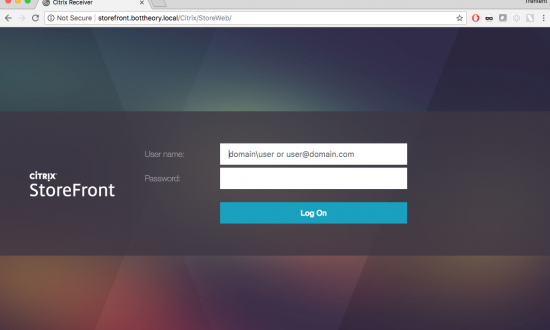 Citrix Receiver
Trentent
Not Secure | storefront.bottheory.local/Citrix/StoreWeb/
User name:
domain\user or user@domain.com
Password:
CITRIX
StoreFront
Log On